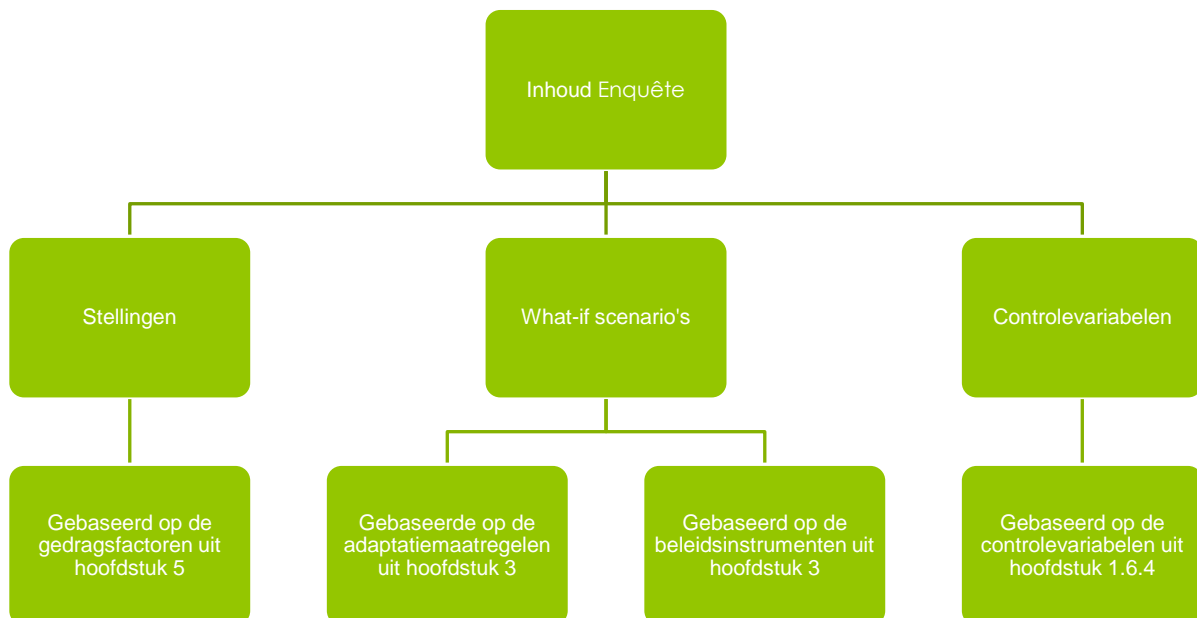 Inhoud Enquête
Stellingen
What-if scenario's
Controlevariabelen
Gebaseerd op de
gedragsfactoren uit
hoofdstuk 5
Gebaseerde op de
adaptatiemaatregelen
uit hoofdstuk 3
Gebaseerd op de
beleidsinstrumenten uit
hoofdstuk 3
Gebaseerd op de
controlevariabelen uit
hoofdstuk 1.6.4